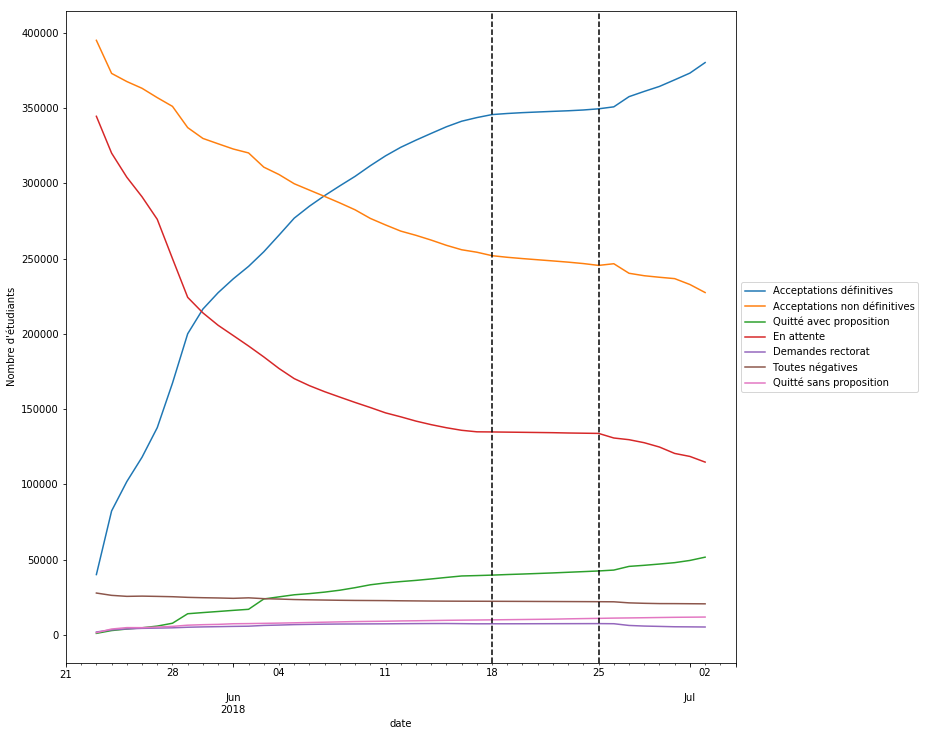 400000
350000
300000
250000
200000
150000
100000
50000
0
Nombre d'étudiants
21
28
04
11
18
25
02
Jun
2018
Jul
date
Acceptations définitives
Acceptations non définitives
Quitté avec proposition
En attente
Demandes rectorat
Toutes négatives
Quitté sans proposition